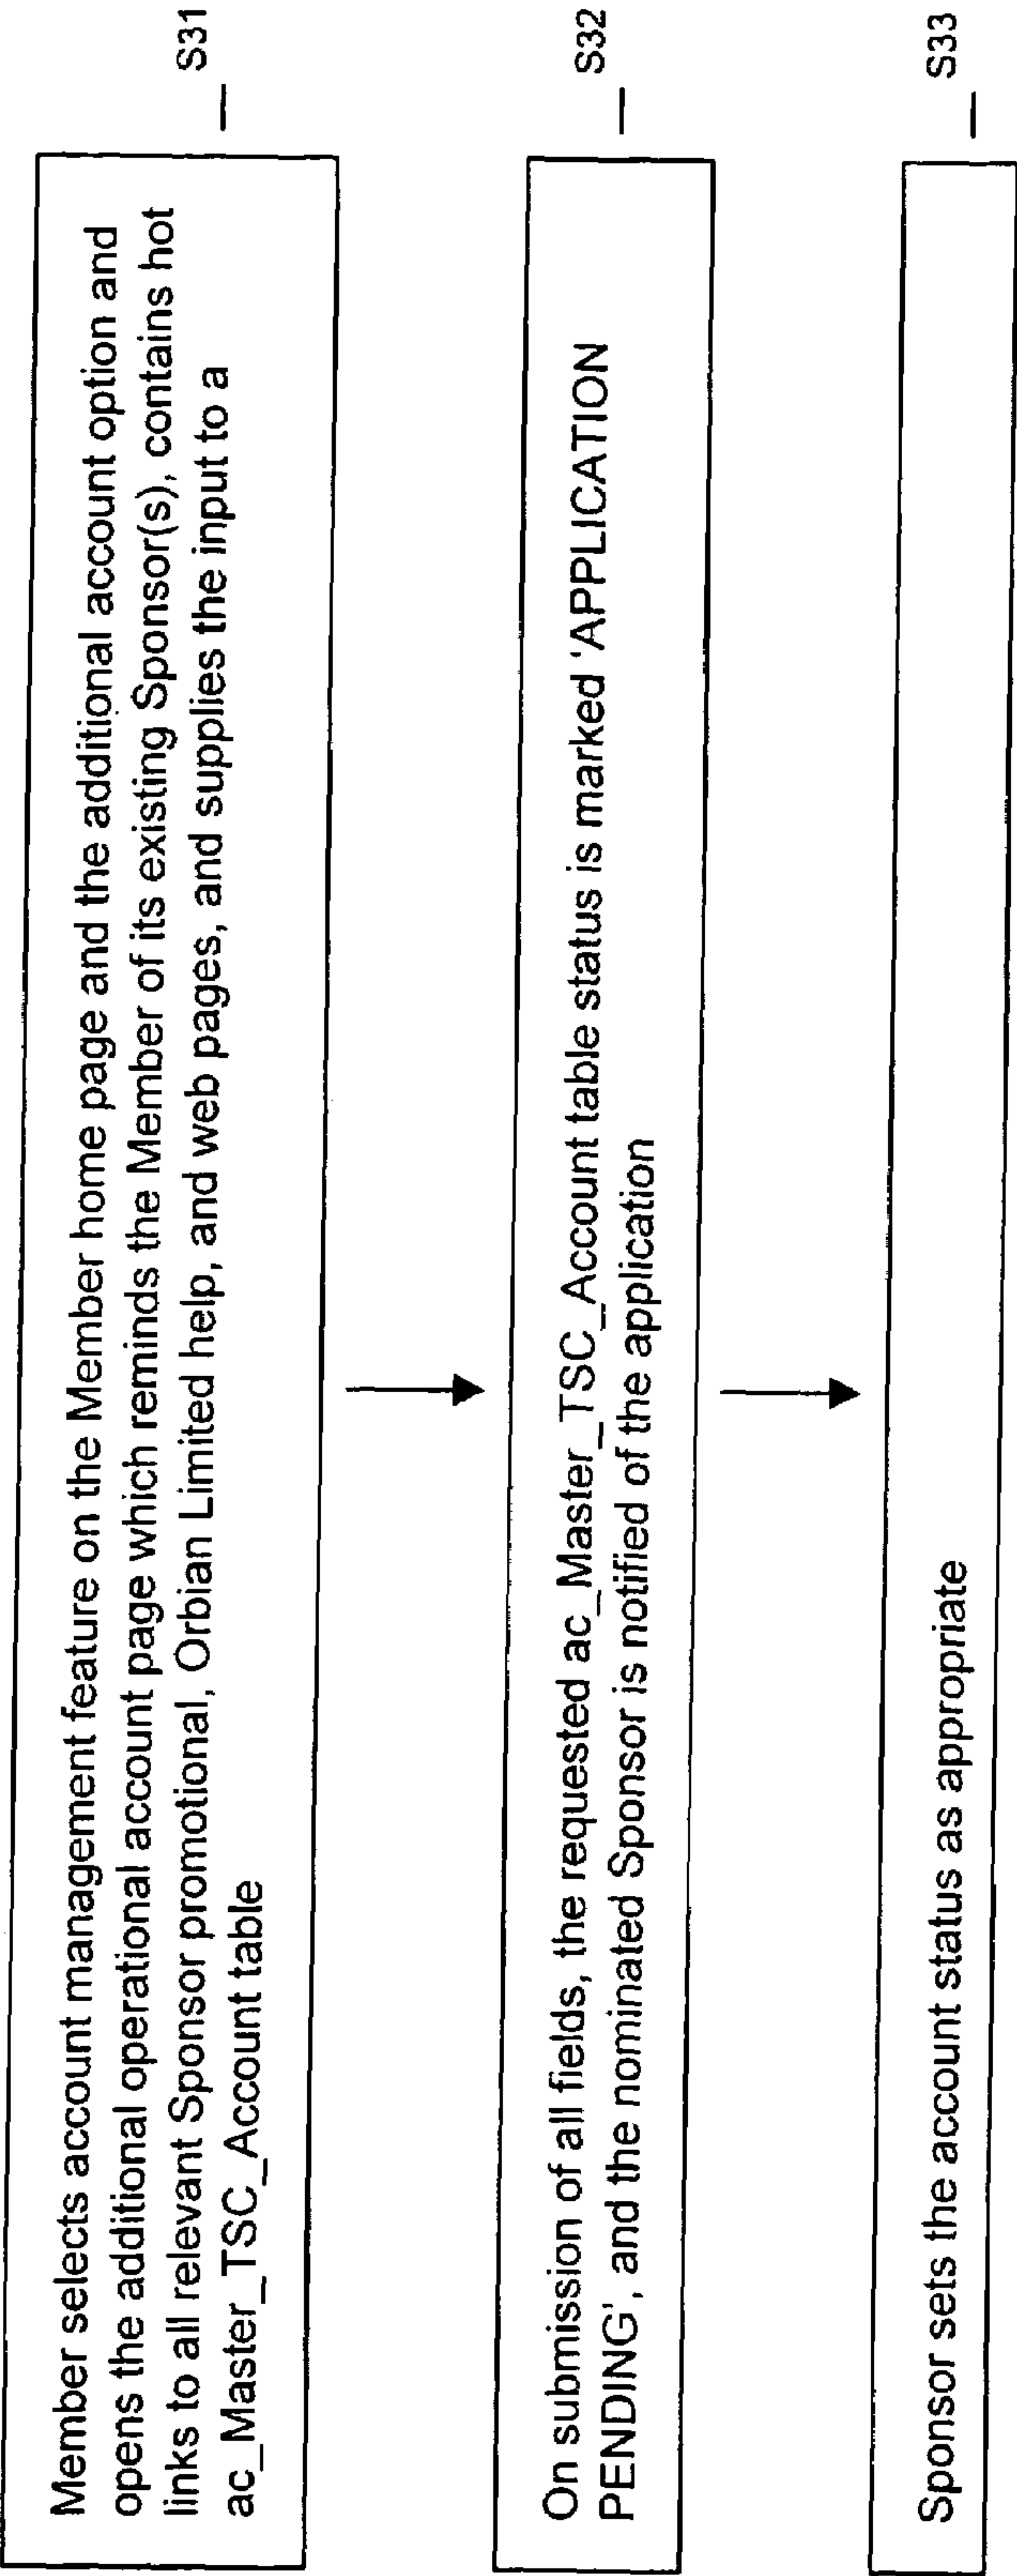 Member selects account management feature on the Member home page and the additional account option and
opens the additional operational account page which reminds the Member of its existing Sponsor(s), contains hot
links to all relevant Sponsor promotional, Orbian Limited help, and web pages, and supplies the input to a
ac_Master_TSC_Account table
S31
On submission of all fields, the requested ac_Master_TSC_Account table status is marked ‘APPLICATION
PENDING’, and the nominated Sponsor is notified of the application
S32
Sponsor sets the account status as appropriate
S33